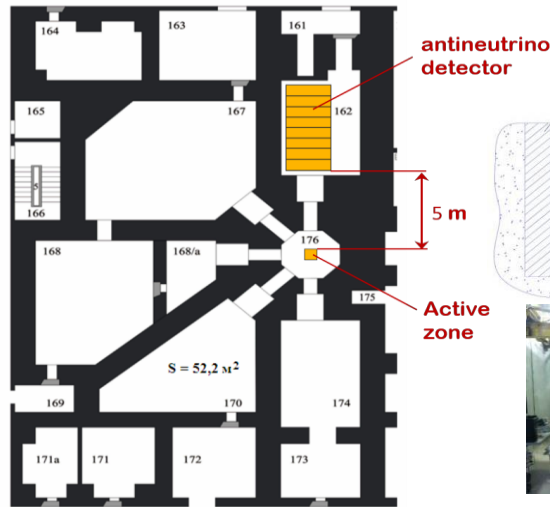 164
163
161
antineutrino
detector
162
167
165
5
166
5 m
176
168
168/a
175
Active
zone
S = 52,2 м²
169
170
174
171a
171
172
173